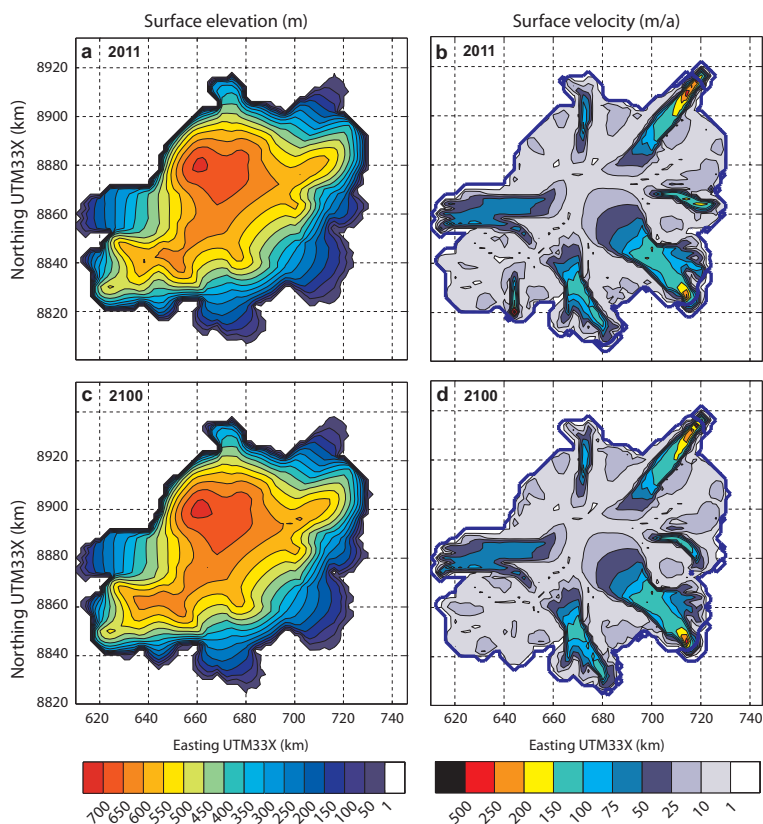 Surface elevation (m)
Surface velocity (m/a)
a 2011
b 2011
Northing UTM33X (km)
8920
8900
8880
8860
8840
8820
c 2100
d 2100
Northing UTM33X (km)
8920
8900
8880
8860
8840
8820
620 640 660 680 700 720 740
620 640 660 680 700 720 740
Easting UTM33X (km)
Easting UTM33X (km)
700 650 600 550 500 450 400 350 300 250 200 150 100 50 1
500 250 200 150 100 75 50 25 10 1